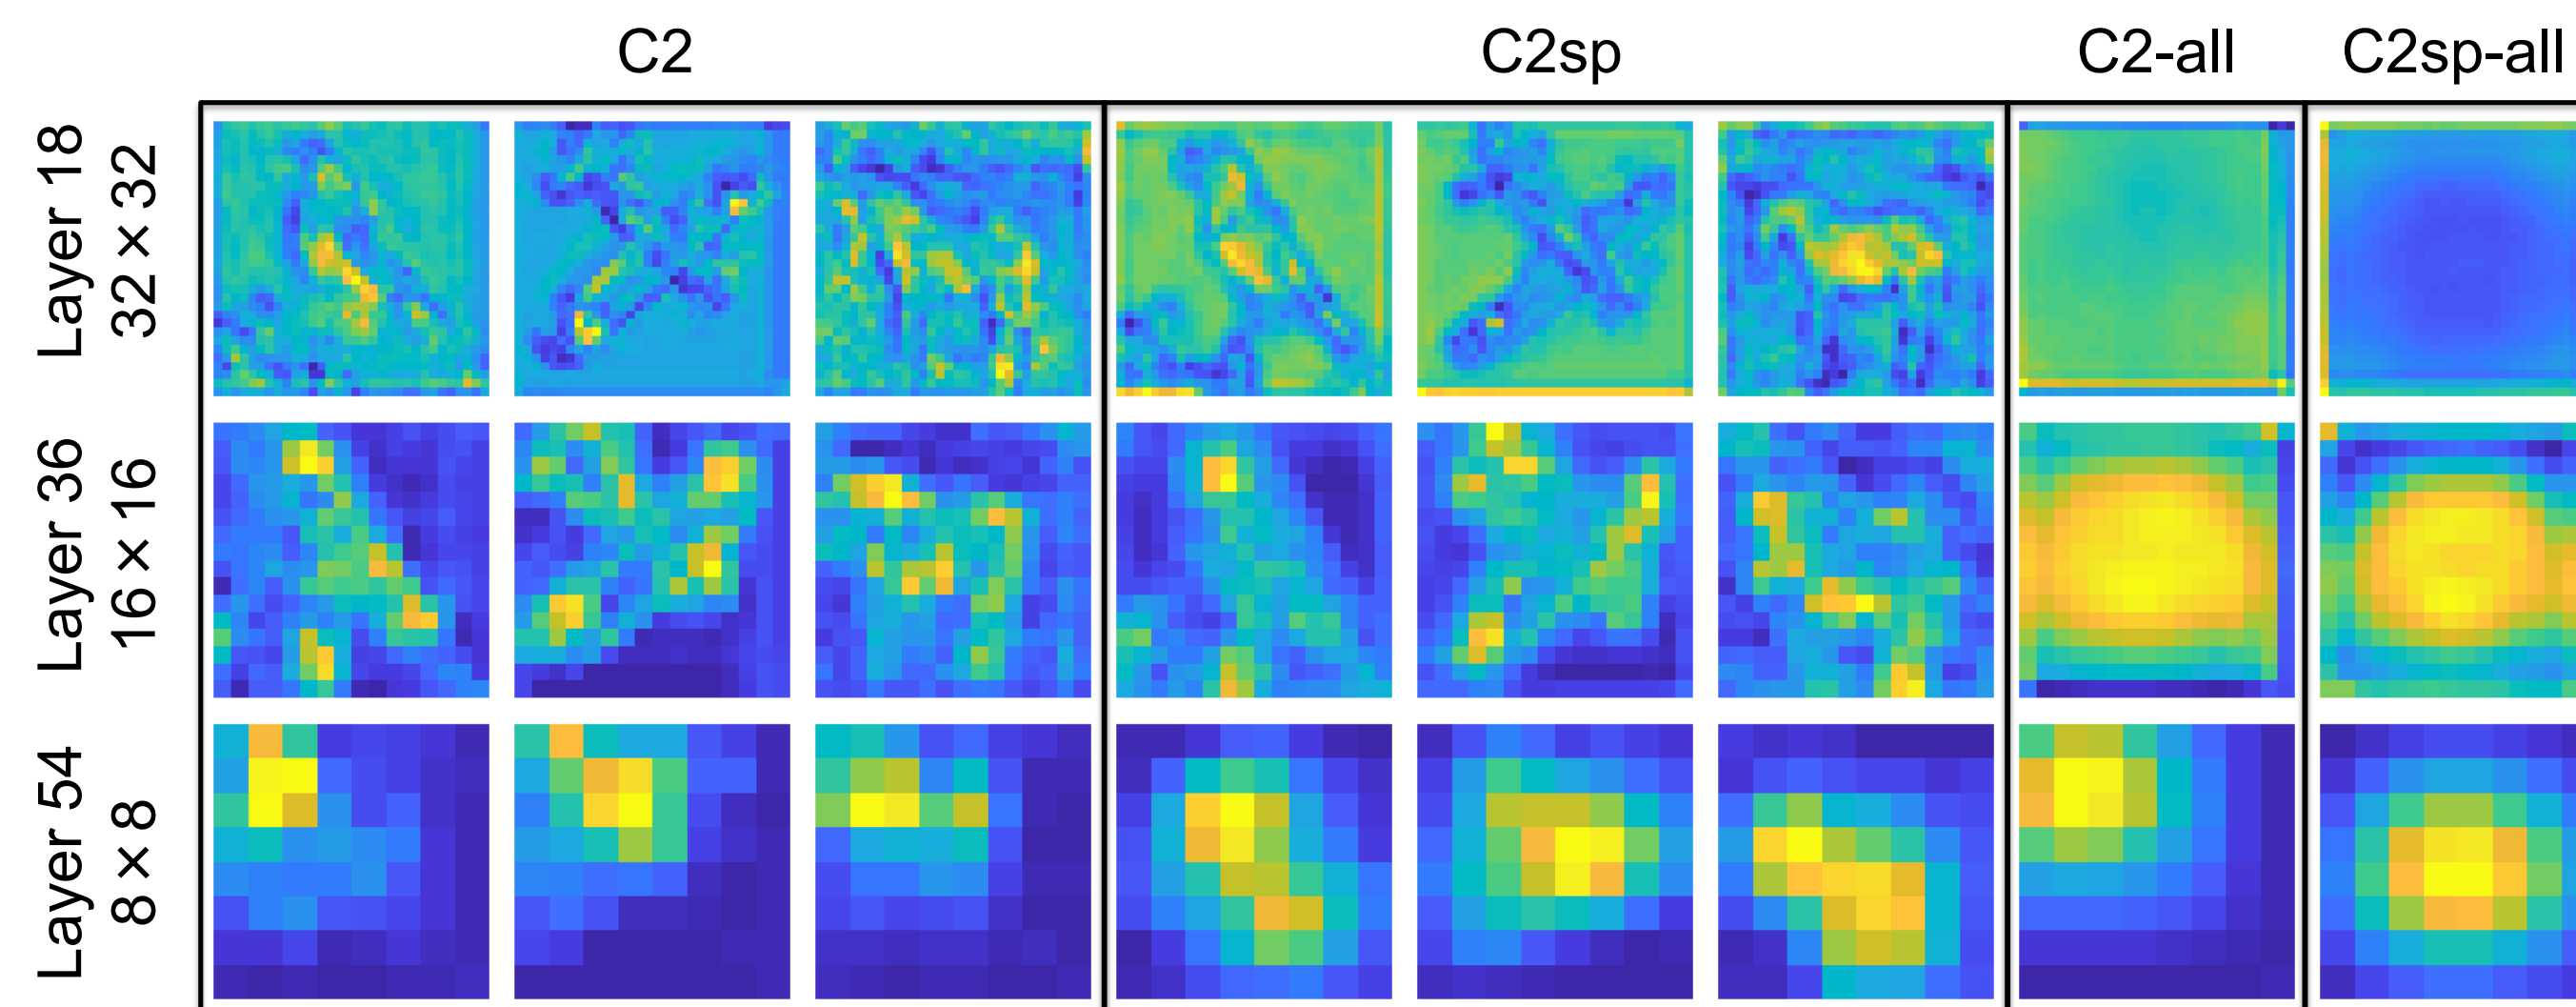 C2 C2sp C2-all C2sp-all
Layer 18
32×32
Layer 36
16×16
Layer 54
8×8